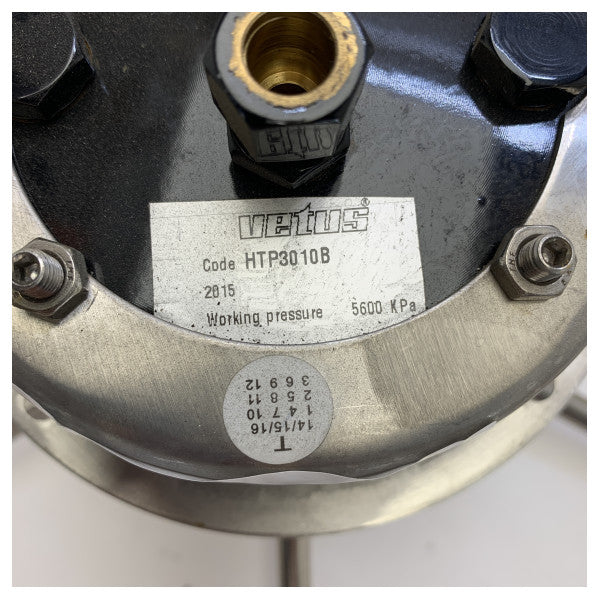 vetus®
Code HTP3010B
2015
Working pressure 5600 KPa
T
14/15/16
1 4 7 10
2 5 8 11
3 6 9 12